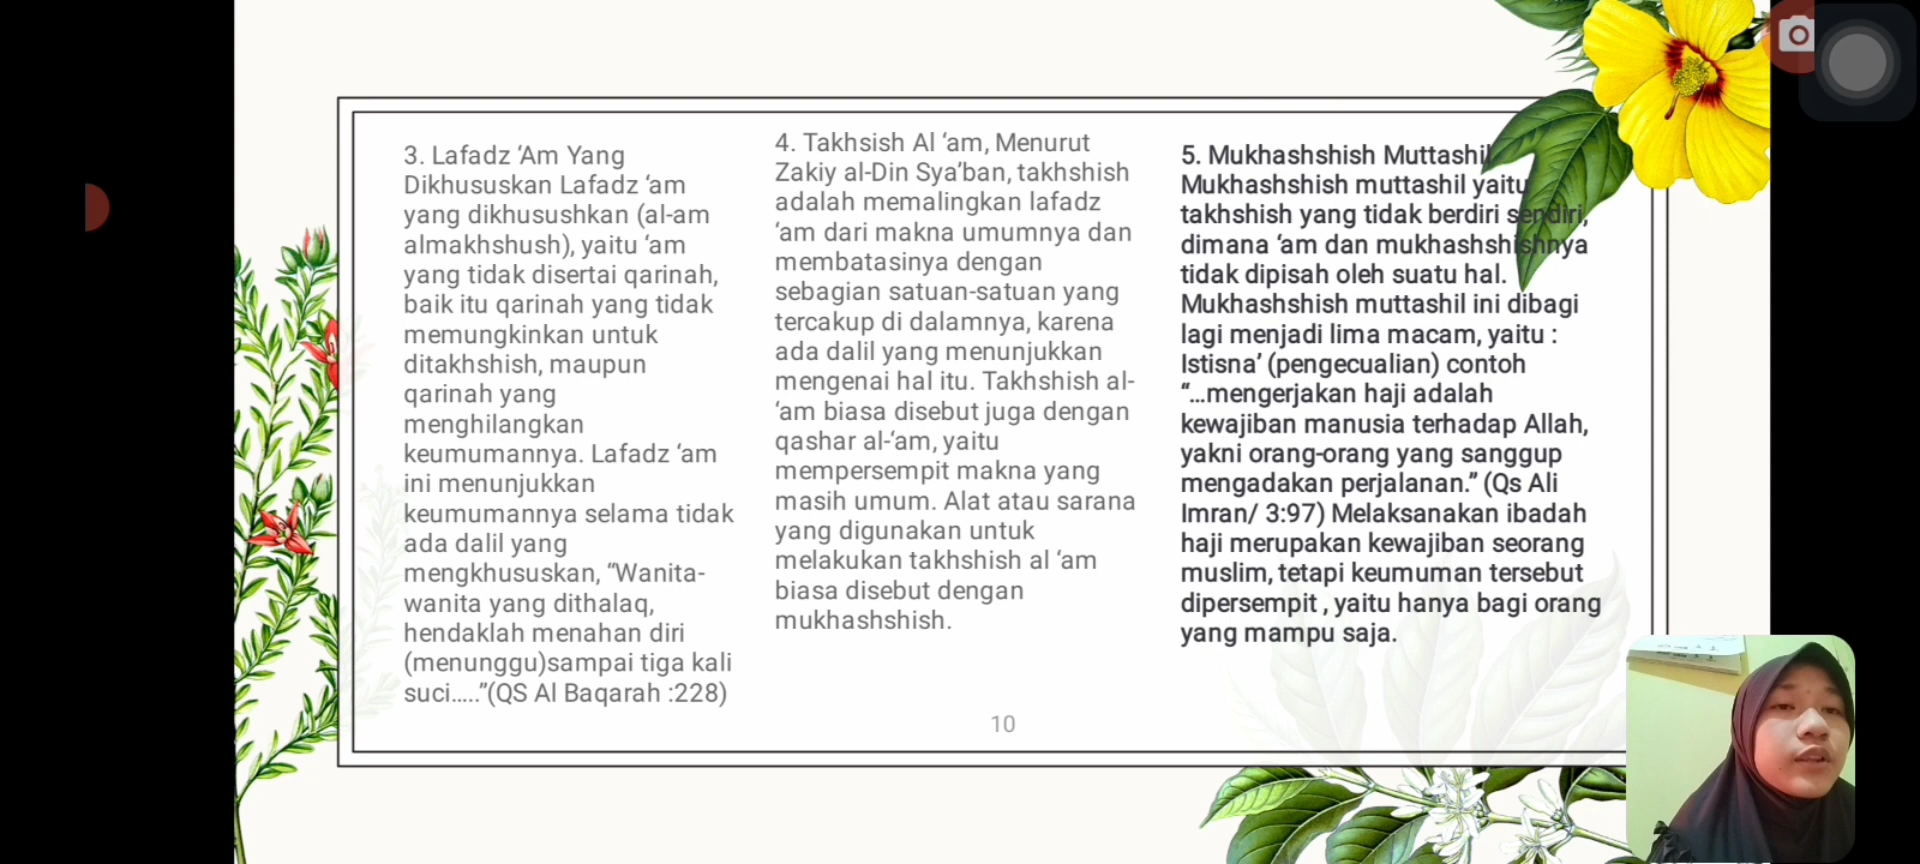 3. Lafadz ‘Am Yang
Dikhususkan Lafadz ‘am
yang dikhusushkan (al-am
almakhshush), yaitu ‘am
yang tidak disertai qarinah,
baik itu qarinah yang tidak
memungkinkan untuk
ditakhshish, maupun
qarinah yang
menghilangkan
keumumannya. Lafadz ‘am
ini menunjukkan
keumumannya selama tidak
ada dalil yang
mengkhususkan, “Wanita-
wanita yang dithalaq,
hendaklah menahan diri
(menunggu)sampai tiga kali
suci.....”(QS Al Baqarah :228)
4. Takhsish Al ‘am, Menurut
Zakiy al-Din Sya’ban, takhshish
adalah memalingkan lafadz
‘am dari makna umumnya dan
membatasinya dengan
sebagian satuan-satuan yang
tercakup di dalamnya, karena
ada dalil yang menunjukkan
mengenai hal itu. Takhshish al-
‘am biasa disebut juga dengan
qashar al-‘am, yaitu
mempersempit makna yang
masih umum. Alat atau sarana
yang digunakan untuk
melakukan takhshish al ‘am
biasa disebut dengan
mukhashshish.
5. Mukhashshish Muttashil
Mukhashshish muttashil yaitu
takhshish yang tidak berdiri sendiri,
dimana ‘am dan mukhashshishnya
tidak dipisah oleh suatu hal.
Mukhashshish muttashil ini dibagi
lagi menjadi lima macam, yaitu :
Istisna’ (pengecualian) contoh
“...mengerjakan haji adalah
kewajiban manusia terhadap Allah,
yakni orang-orang yang sanggup
mengadakan perjalanan.” (Qs Ali
Imran/ 3:97) Melaksanakan ibadah
haji merupakan kewajiban seorang
muslim, tetapi keumuman tersebut
dipersempit , yaitu hanya bagi orang
yang mampu saja.
10